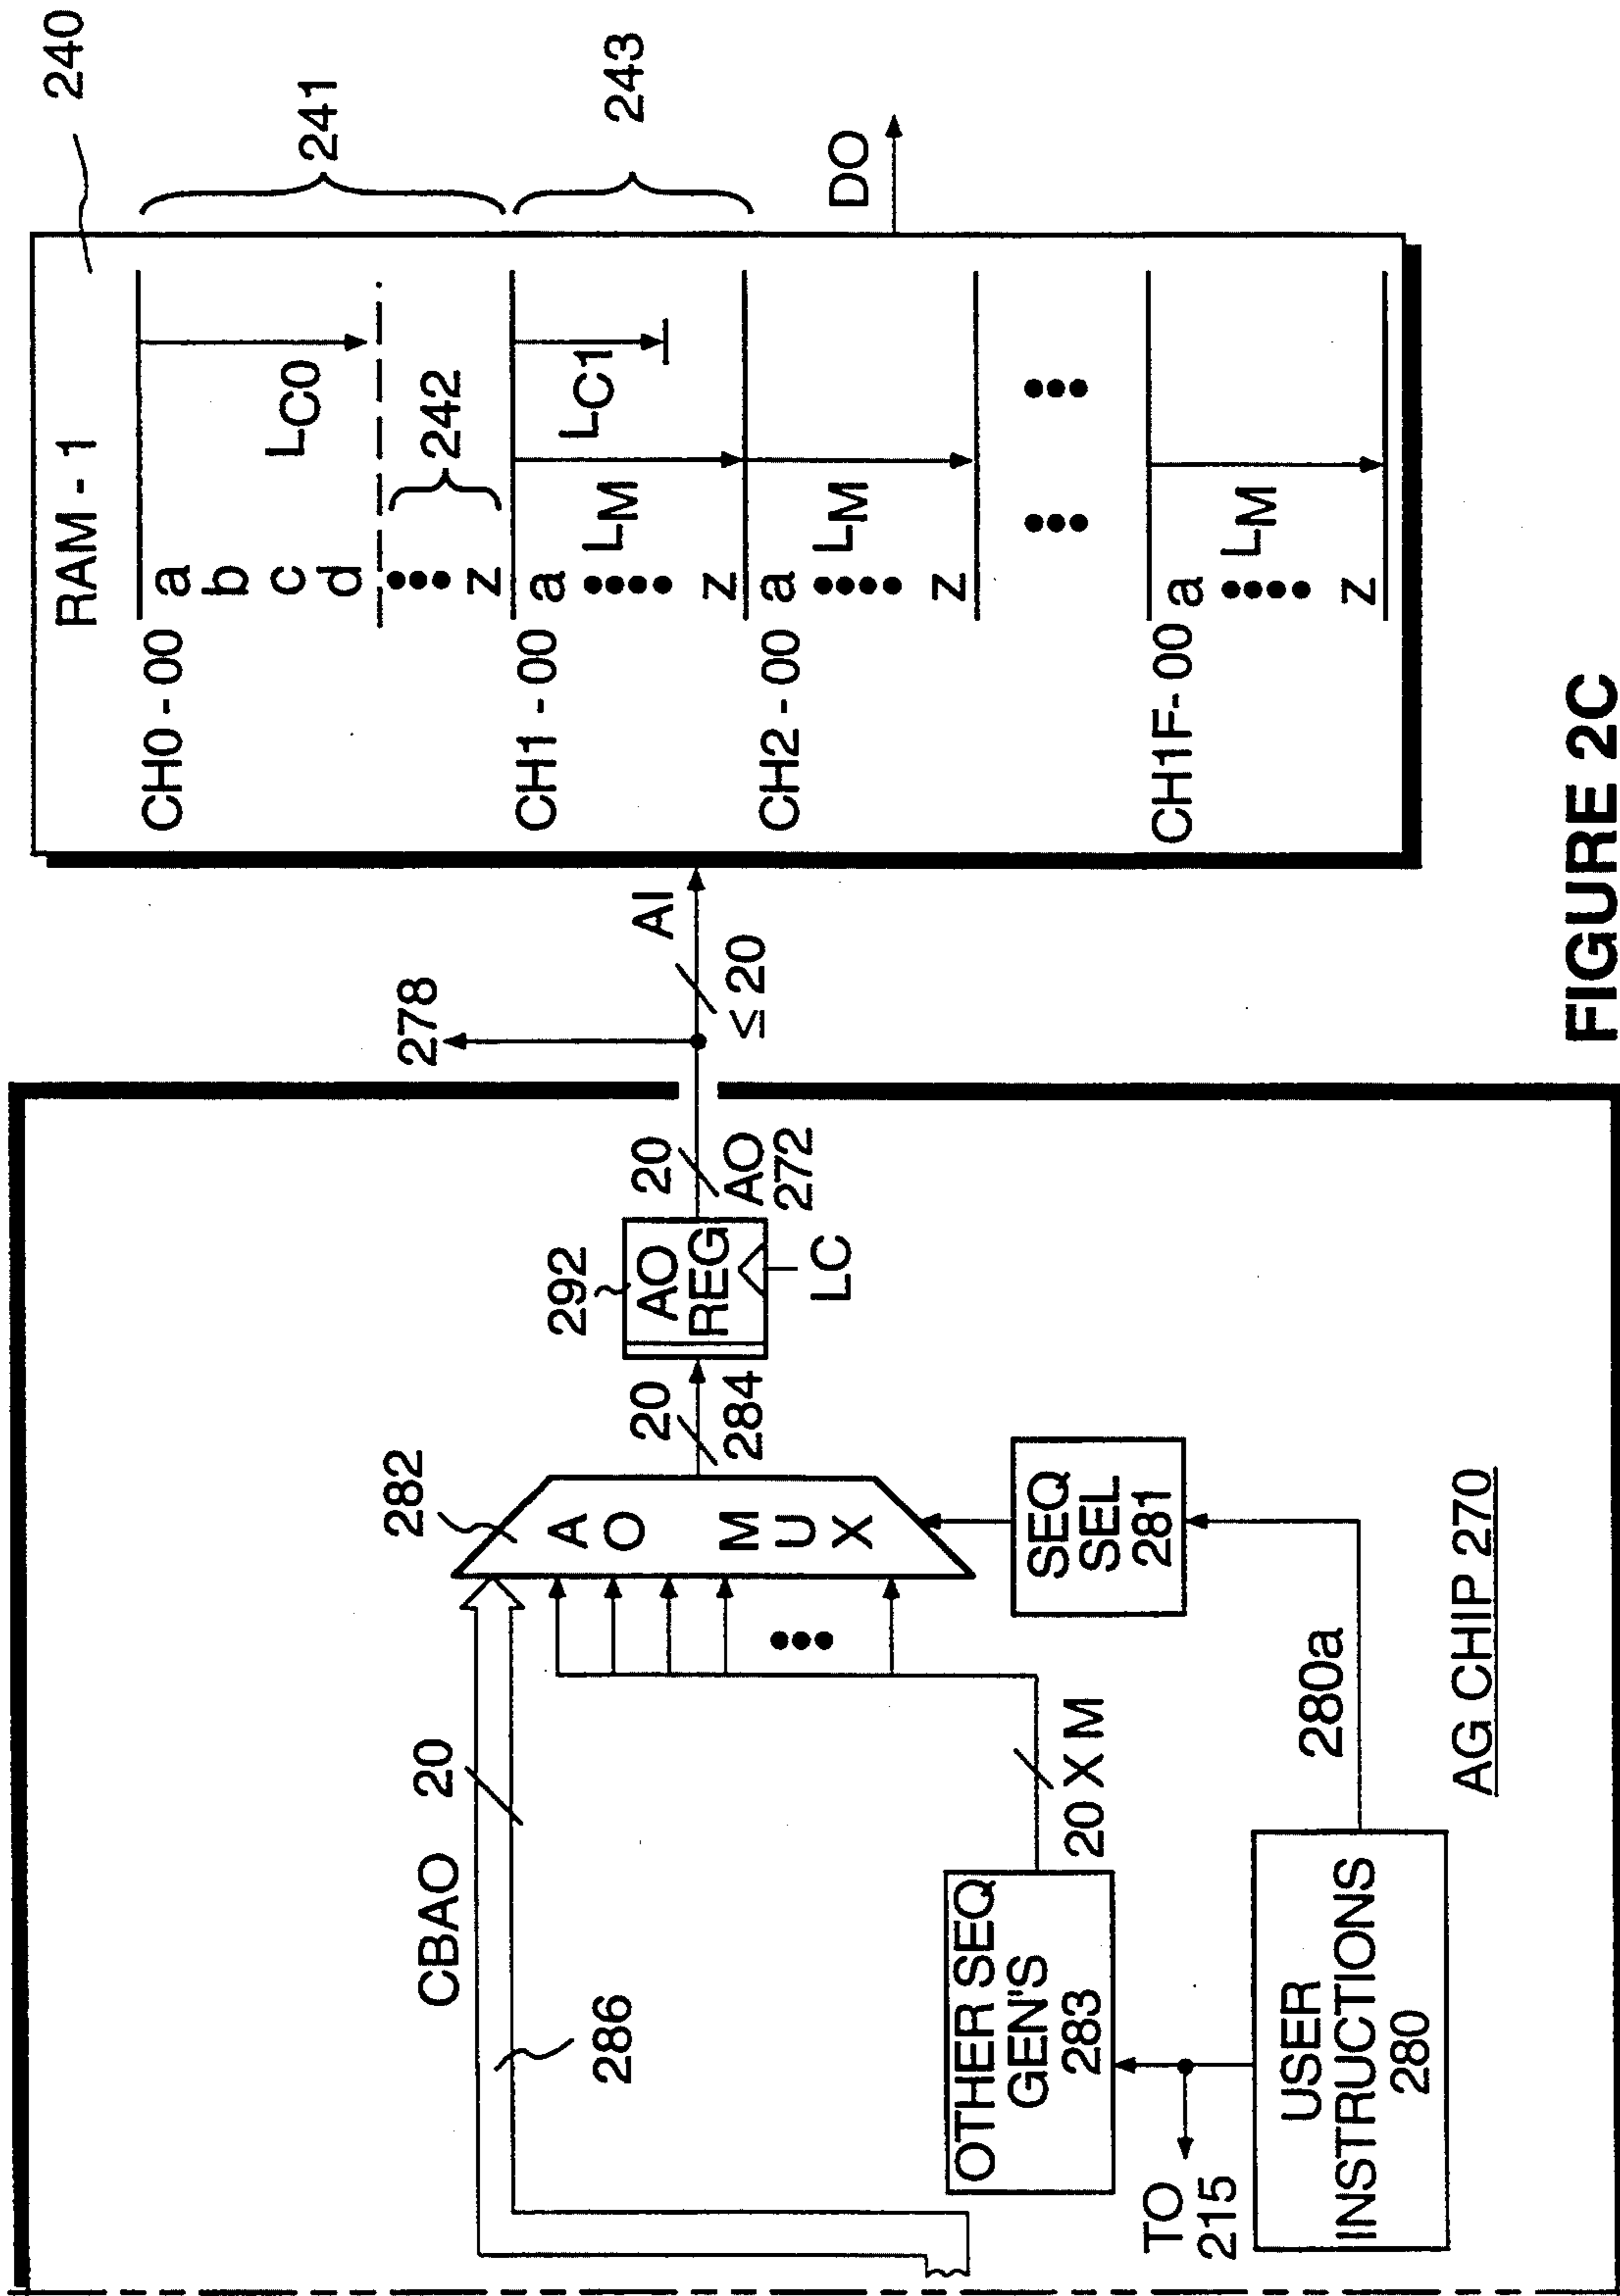 CBAO
20
286
282
AO MUX
20
284
292
AO
REG
LC
20
AO
272
278
AI
≤ 20
OTHER SEQ
GEN'S
283
20 X M
SEQ
SEL
281
TO
215
USER
INSTRUCTIONS
280
280a
AG CHIP 270
240
RAM - 1
CH0 - 00
a
b
c
d
z
LC0
242
241
CH1 - 00
a
z
LM
LC1
243
CH2 - 00
a
z
LM
DO
CH1F- 00
a
z
LM
FIGURE 2C